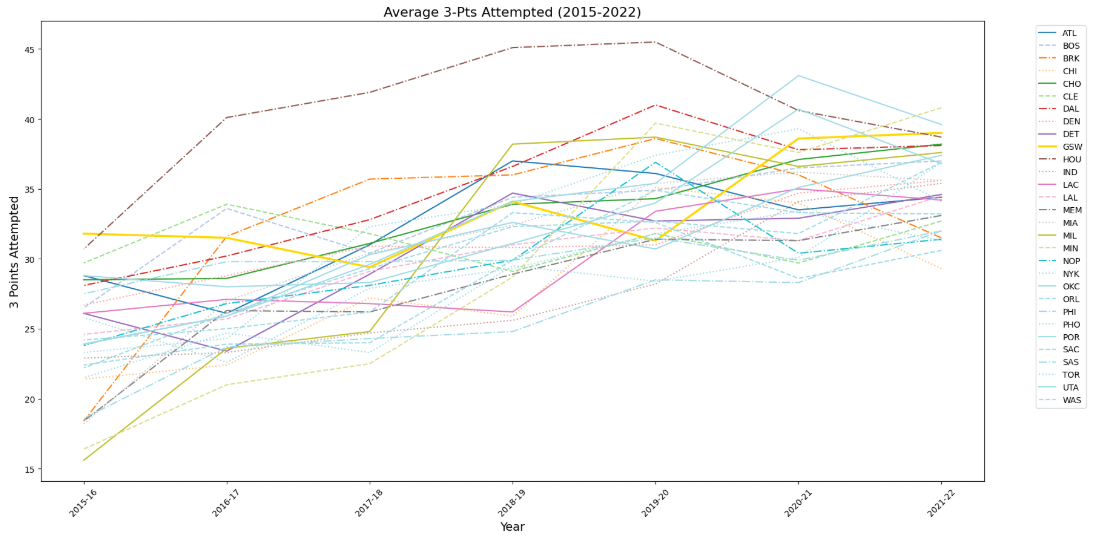 Average 3-Pts Attempted (2015-2022)
3 Points Attempted
45
40
35
30
25
20
15
2015-16
2016-17
2017-18
2018-19
2019-20
2020-21
2021-22
Year
ATL
BOS
BRK
CHI
CHO
CLE
DAL
DEN
DET
GSW
HOU
IND
LAC
LAL
MEM
MIA
MIL
MIN
NOP
NYK
OKC
ORL
PHI
PHO
POR
SAC
SAS
TOR
UTA
WAS